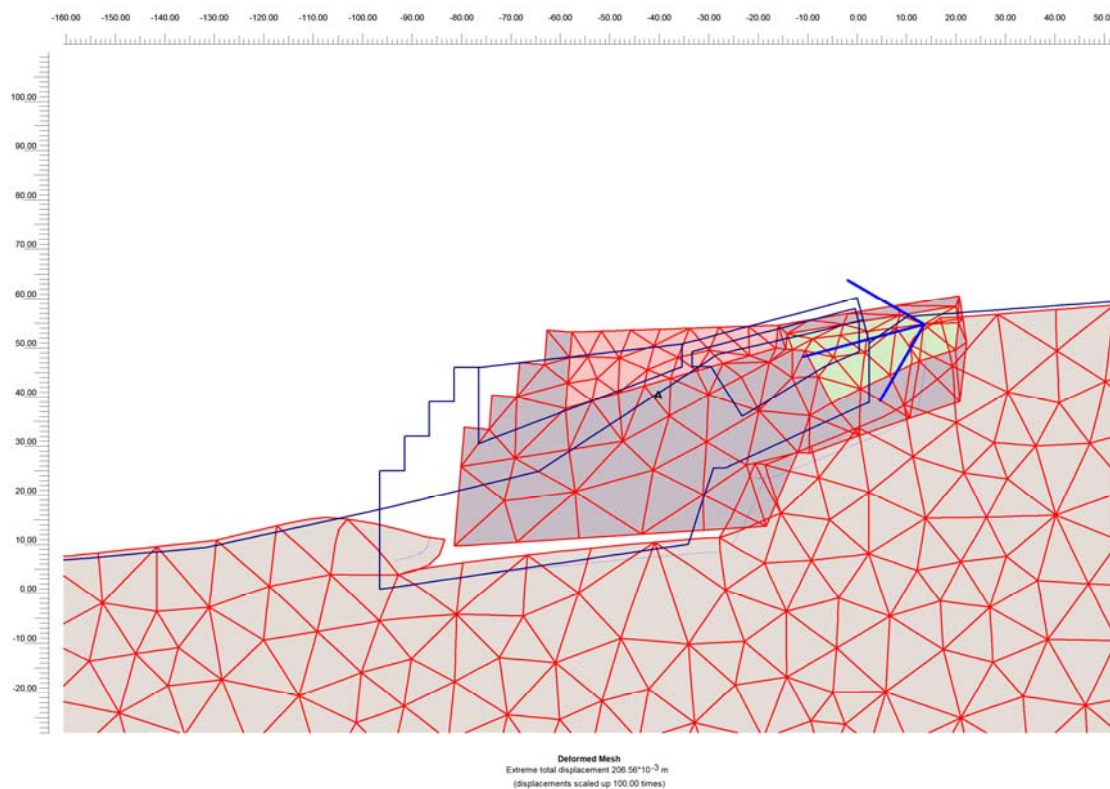 -160.00 -150.00 -140.00 -130.00 -120.00 -110.00 -100.00 -90.00 -80.00 -70.00 -60.00 -50.00 -40.00 -30.00 -20.00 -10.00 0.00 10.00 20.00 30.00 40.00 50.0
100.00
90.00
80.00
70.00
60.00
50.00
40.00
A
30.00
20.00
10.00
0.00
-10.00
-20.00
Deformed Mesh
Extreme total displacement 206.56*10-3 m
(displacements scaled up 100.00 times)